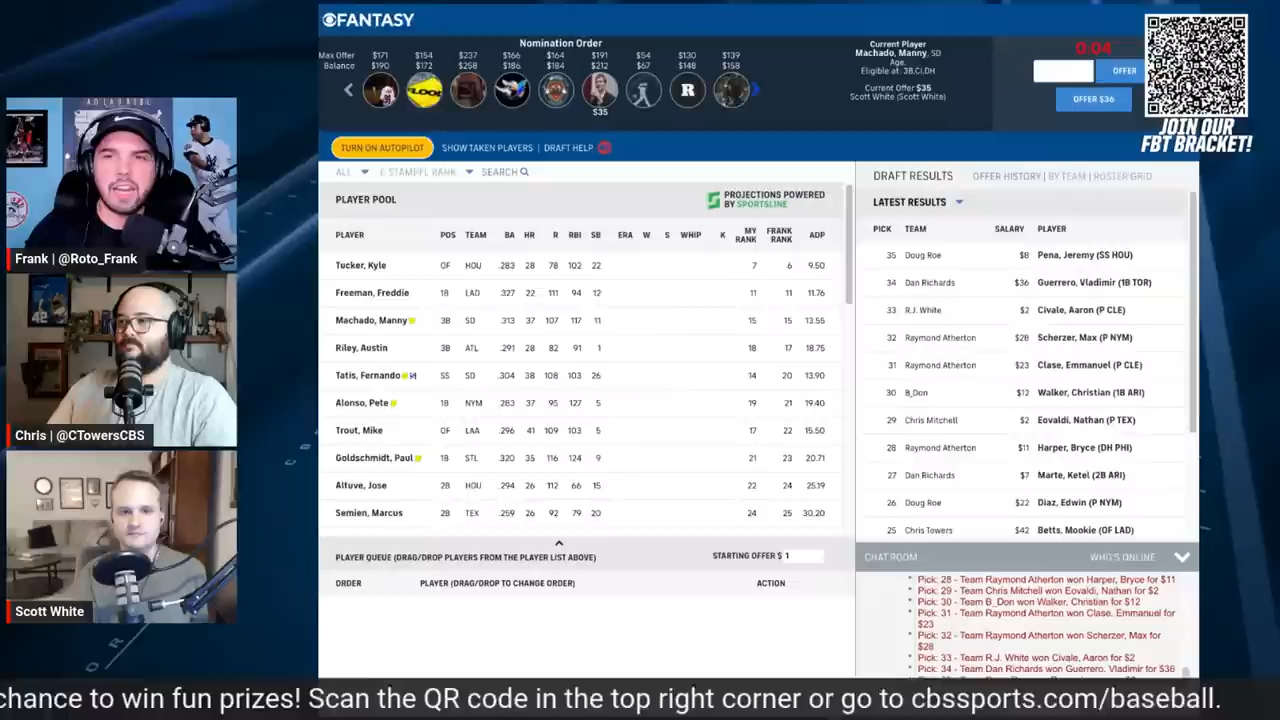 FANTASY
Nomination Order
Max Offer $171 $154 $237 $166 $164 $191 $54 $130 $139
Balance $190 $172 $258 $186 $184 $212 $148 $158
FLOOD
R
$35
Current Player
Machado, Manny, SD
Age.
Eligible at: 3B,CI,DH
Current Offer $35
Scott White (Scott White)
0:04
OFFER
OFFER $36
JOIN OUR
FBT BRACKET!
TURN ON AUTOPILOT SHOW TAKEN PLAYERS | DRAFT HELP
ALL E. STAMPFL RANK SEARCH
PLAYER POOL
PROJECTIONS POWERED
BY SPORTSLINE
PLAYER POS TEAM BA HR R RBI SB ERA W S WHIP K MY RANK FRANK RANK ADP
Tucker, Kyle OF HOU .283 28 78 102 22 7 6 9.50
Freeman, Freddie 1B LAD .327 22 111 94 12 11 11 11.76
Machado, Manny 3B SD .313 37 107 117 11 15 15 13.55
Riley, Austin 3B ATL .291 28 82 91 1 18 17 18.75
Tatis, Fernando SS SD .304 38 108 103 26 14 20 13.90
Alonso, Pete 1B NYM .283 37 95 127 5 19 21 19.40
Trout, Mike OF LAA .296 41 109 103 5 17 22 15.50
Goldschmidt, Paul 1B STL .320 35 116 124 9 21 23 20.71
Altuve, Jose 2B HOU .294 26 112 66 15 22 24 25.19
Semien, Marcus 2B TEX .259 26 92 79 20 24 25 30.20
PLAYER QUEUE (DRAG/DROP PLAYERS FROM THE PLAYER LIST ABOVE) STARTING OFFER $ 1
ORDER PLAYER (DRAG/DROP TO CHANGE ORDER) ACTION
DRAFT RESULTS OFFER HISTORY | BY TEAM | ROSTER GRID
LATEST RESULTS
PICK TEAM SALARY PLAYER
35 Doug Roe $8 Pena, Jeremy (SS HOU)
34 Dan Richards $36 Guerrero, Vladimir (1B TOR)
33 R.J. White $2 Civale, Aaron (P CLE)
32 Raymond Atherton $28 Scherzer, Max (P NYM)
31 Raymond Atherton $23 Clase, Emmanuel (P CLE)
30 B_Don $12 Walker, Christian (1B ARI)
29 Chris Mitchell $2 Eovaldi, Nathan (P TEX)
28 Raymond Atherton $11 Harper, Bryce (DH PHI)
27 Dan Richards $7 Marte, Ketel (2B ARI)
26 Doug Roe $22 Diaz, Edwin (P NYM)
25 Chris Towers $42 Betts, Mookie (OF LAD)
CHAT ROOM WHO'S ONLINE
Pick: 28 - Team Raymond Atherton won Harper, Bryce for $11
Pick: 29 - Team Chris Mitchell won Eovaldi, Nathan for $2
Pick: 30 - Team B_Don won Walker, Christian for $12
Pick: 31 - Team Raymond Atherton won Clase, Emmanuel for
$23
Pick: 32 - Team Raymond Atherton won Scherzer, Max for
$28
Pick: 33 - Team R.J. White won Civale, Aaron for $2
Pick: 34 - Team Dan Richards won Guerrero, Vladimir for $36
Frank | @Roto_Frank
Chris | @CTowersCBS
Scott White
chance to win fun prizes! Scan the QR code in the top right corner or go to cbssports.com/baseball.